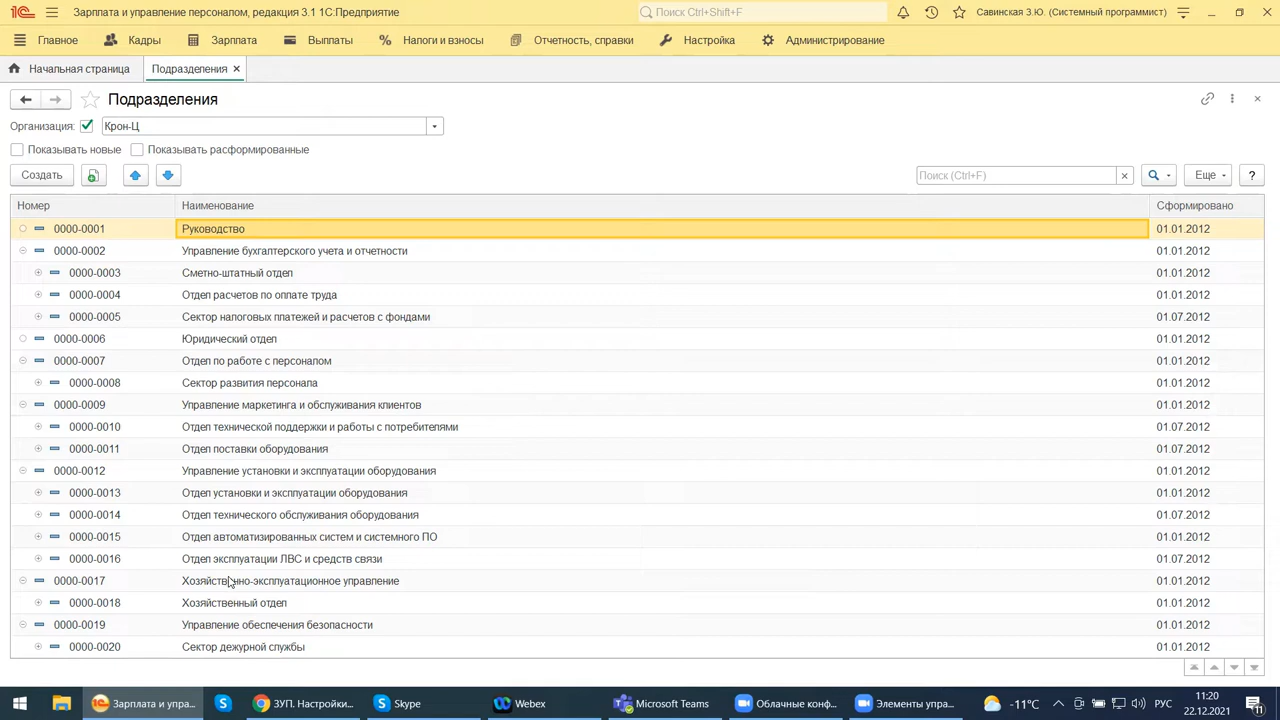 Зарплата и управление персоналом, редакция 3.1 1С:Предприятие
Поиск Ctrl+Shift+F
Савинская З.Ю. (Системный программист)
Главное Кадры Зарплата Выплаты Налоги и взносы Отчетность, справки Настройка Администрирование
Начальная страница Подразделения
Подразделения
Организация: Крон-Ц
Показывать новые Показывать расформированные
Создать Поиск (Ctrl+F) Еще ?
Номер Наименование Сформировано
0000-0001 Руководство 01.01.2012
0000-0002 Управление бухгалтерского учета и отчетности 01.01.2012
0000-0003 Сметно-штатный отдел 01.01.2012
0000-0004 Отдел расчетов по оплате труда 01.01.2012
0000-0005 Сектор налоговых платежей и расчетов с фондами 01.07.2012
0000-0006 Юридический отдел 01.01.2012
0000-0007 Отдел по работе с персоналом 01.01.2012
0000-0008 Сектор развития персонала 01.01.2012
0000-0009 Управление маркетинга и обслуживания клиентов 01.01.2012
0000-0010 Отдел технической поддержки и работы с потребителями 01.07.2012
0000-0011 Отдел поставки оборудования 01.07.2012
0000-0012 Управление установки и эксплуатации оборудования 01.01.2012
0000-0013 Отдел установки и эксплуатации оборудования 01.01.2012
0000-0014 Отдел технического обслуживания оборудования 01.07.2012
0000-0015 Отдел автоматизированных систем и системного ПО 01.01.2012
0000-0016 Отдел эксплуатации ЛВС и средств связи 01.07.2012
0000-0017 Хозяйственно-эксплуатационное управление 01.01.2012
0000-0018 Хозяйственный отдел 01.01.2012
0000-0019 Управление обеспечения безопасности 01.01.2012
0000-0020 Сектор дежурной службы 01.01.2012
Зарплата и упра... ЗУП. Настройки... Skype Webex Microsoft Teams Облачные конф... Элементы упра... -11°C РУС 11:20
22.12.2021
11